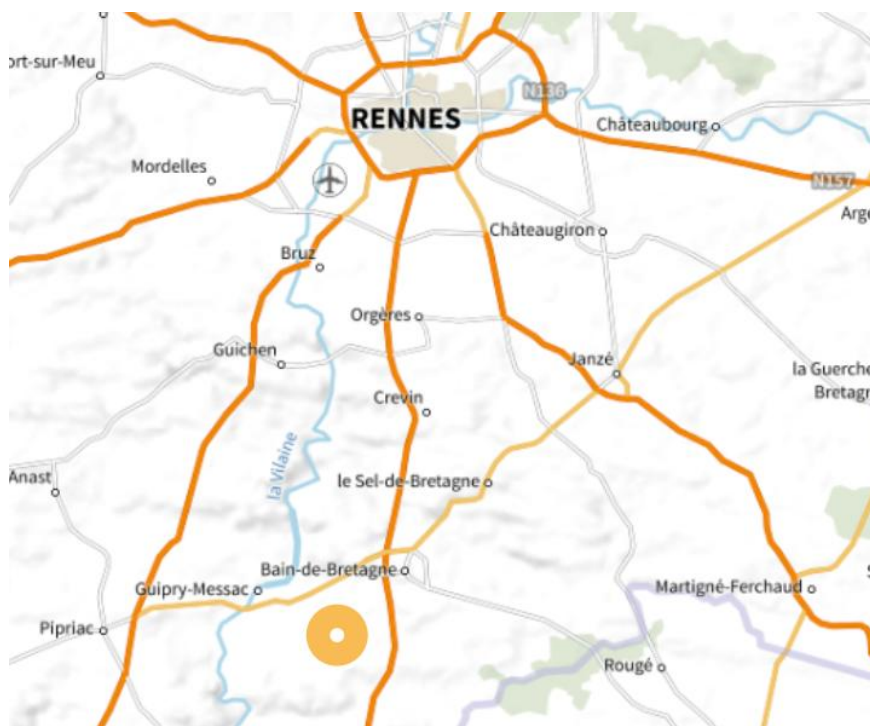 ort-sur-Meu
N136
RENNES
Châteaubourg
Mordelles
N157
Arge
Châteaugiron
Bruz
Orgères
Guichen
Janzé
la Guerche
Bretagn
Crevin
Anast
la Vilaine
le Sel-de-Bretagne
Bain-de-Bretagne
Guipry-Messac
Martigné-Ferchaud
S
Pipriac
Rougé